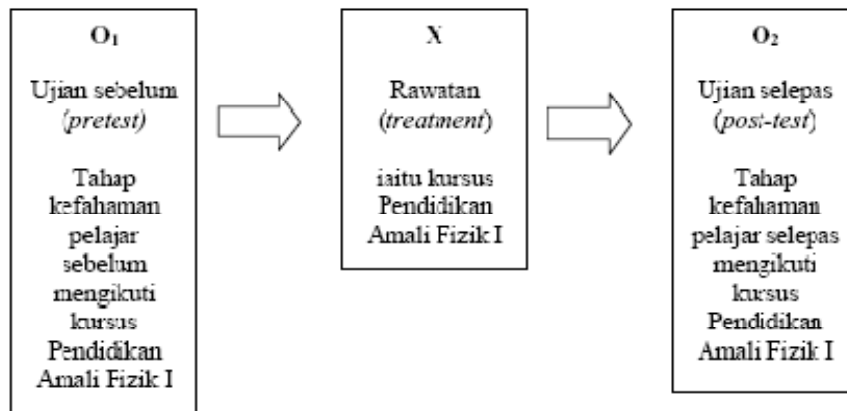 O₁
Ujian sebelum
(pretest)
Tahap
kefahaman
pelajar
sebelum
mengikuti
kursus
Pendidikan
Amali Fizik I
X
Rawatan
(treatment)
iaitu kursus
Pendidikan
Amali Fizik I
O₂
Ujian selepas
(post-test)
Tahap
kefahaman
pelajar selepas
mengikuti
kursus
Pendidikan
Amali Fizik I